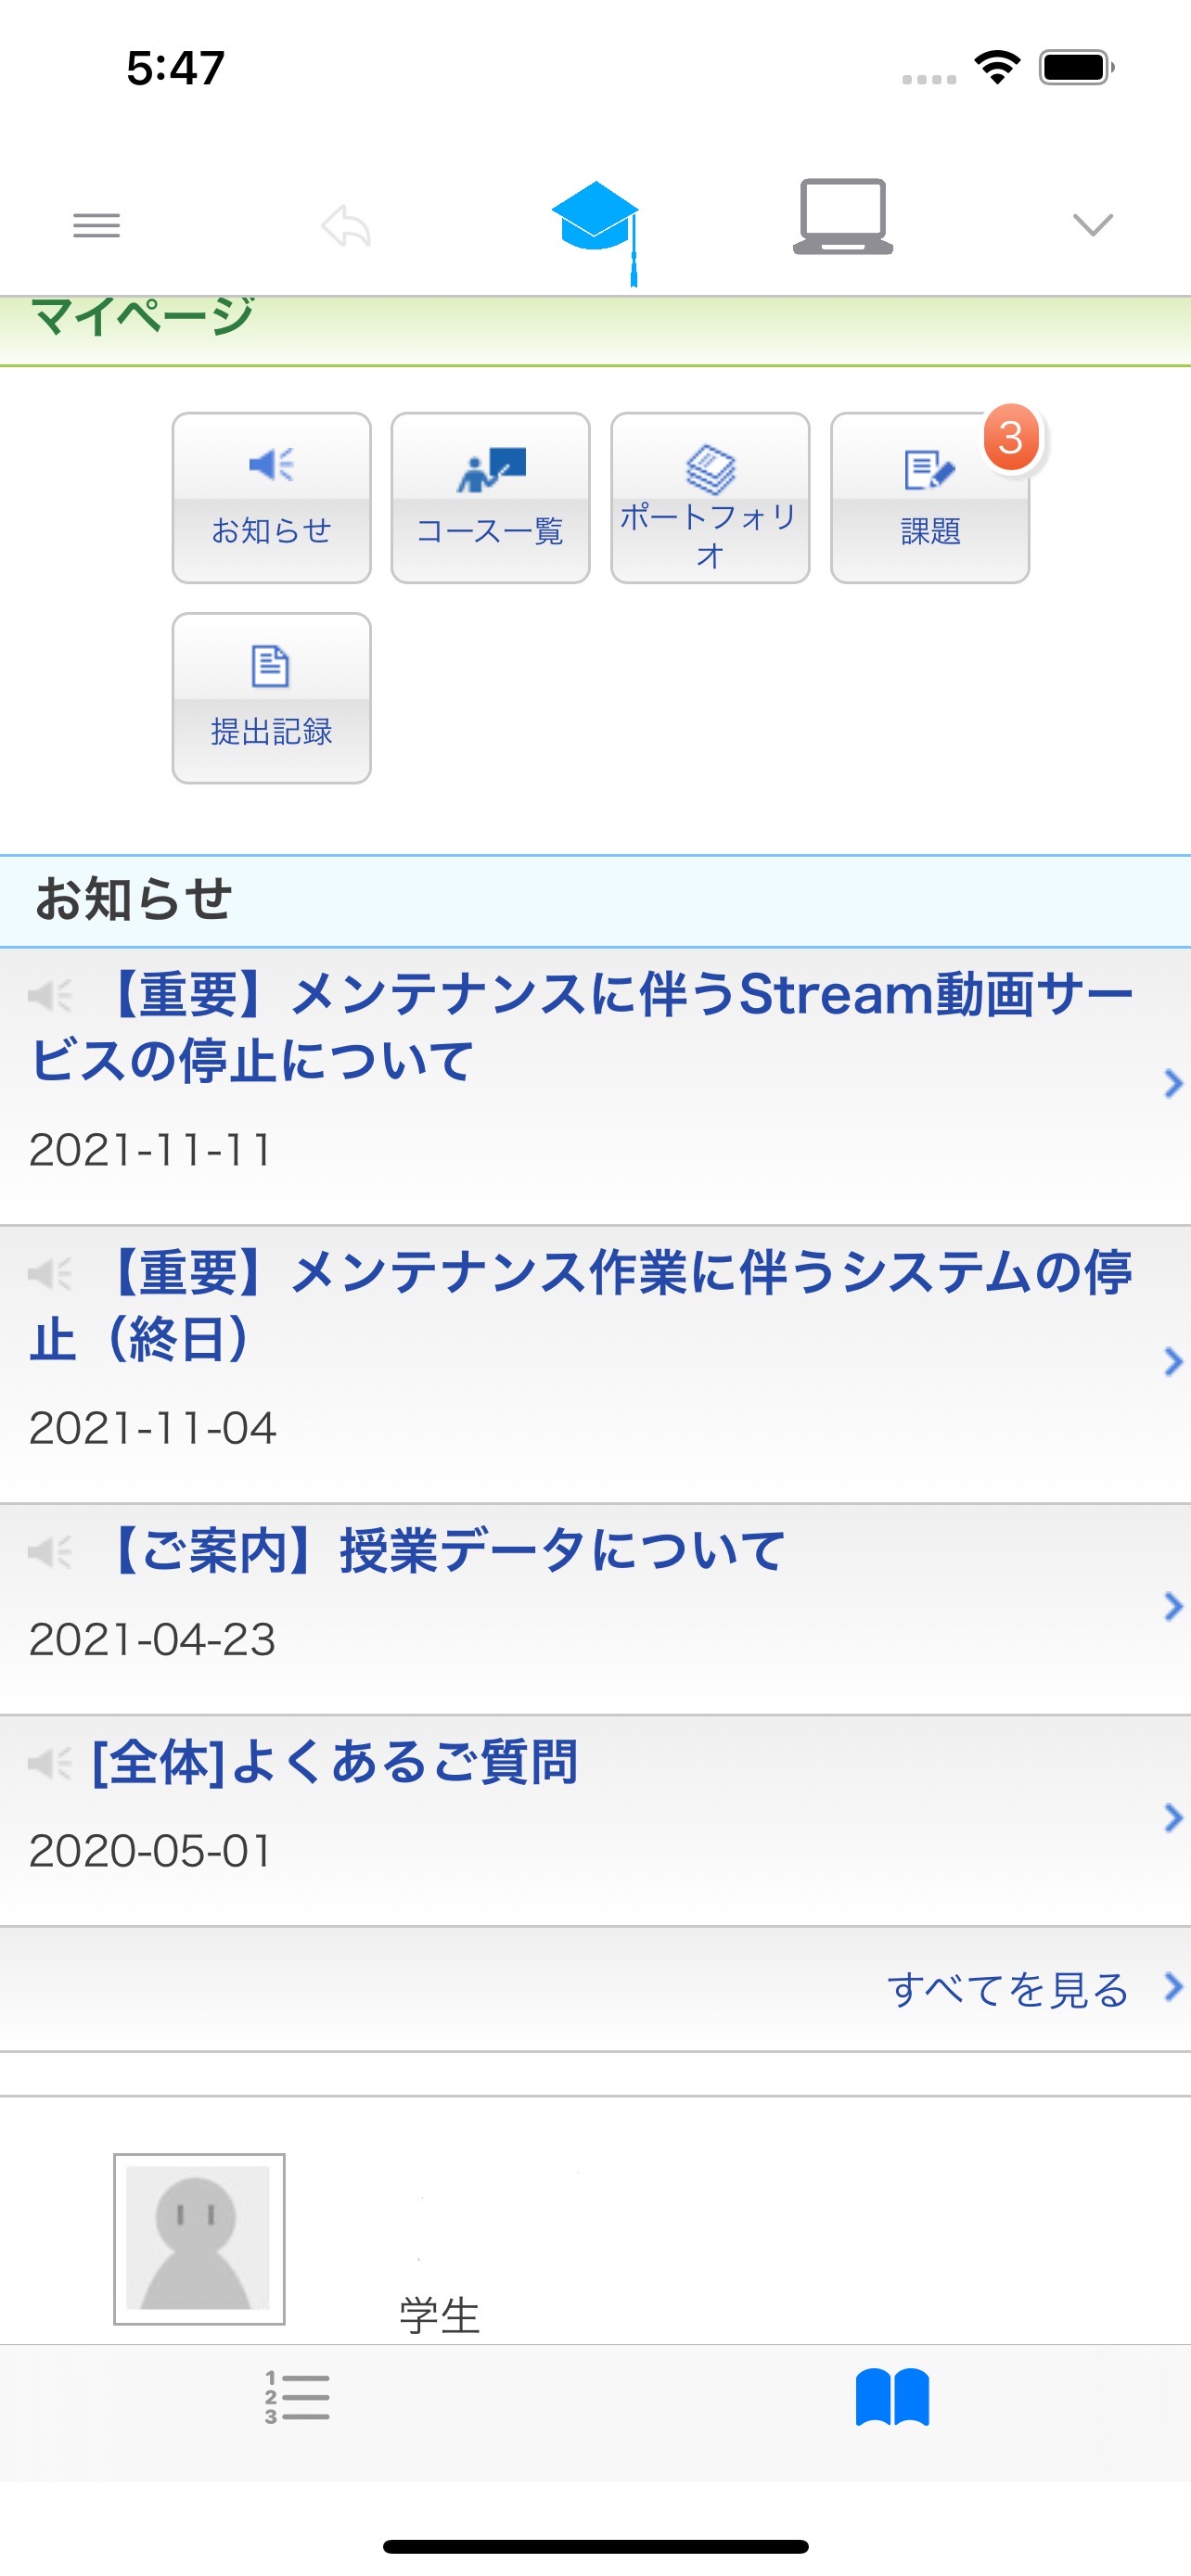 5:47
マイページ
お知らせ
コース一覧
ポートフォリ
オ
課題
3
提出記録
お知らせ
【重要】メンテナンスに伴うStream動画サー
ビスの停止について
2021-11-11
【重要】メンテナンス作業に伴うシステムの停
止（終日）
2021-11-04
【ご案内】授業データについて
2021-04-23
[全体]よくあるご質問
2020-05-01
すべてを見る
学生
1
2
3